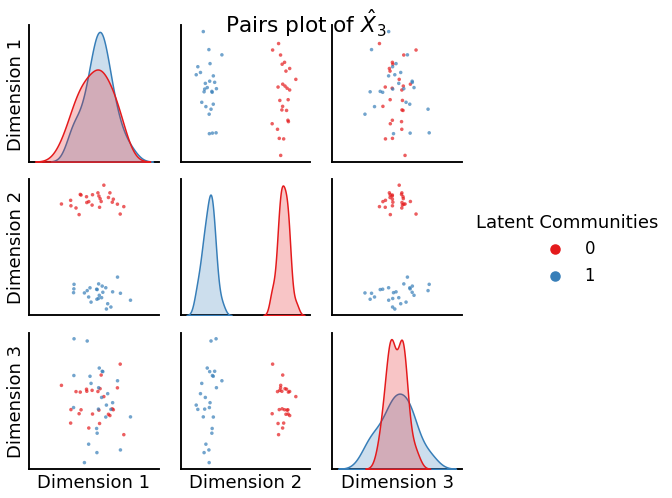 Pairs plot of X̂₃
Dimension 1
Dimension 2
Dimension 3
Latent Communities
0
1
Dimension 1
Dimension 2
Dimension 3